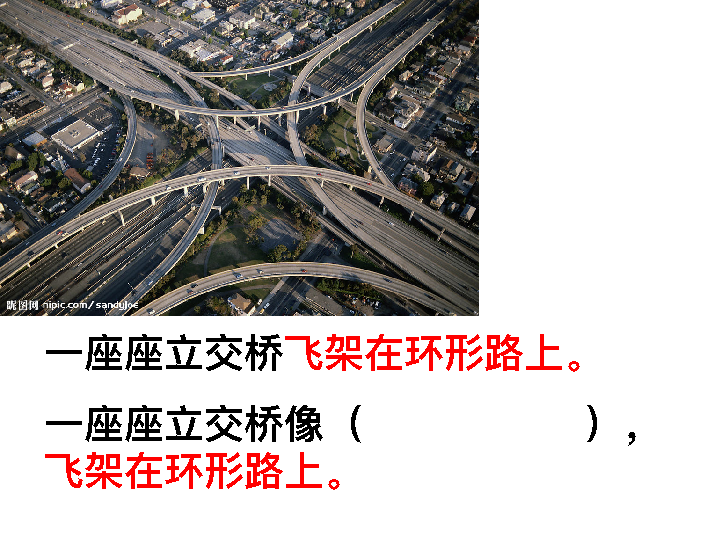 昵图网 nipic.com/sandyjoe
一座座立交桥飞架在环形路上。
一座座立交桥像（　　　　　），
飞架在环形路上。